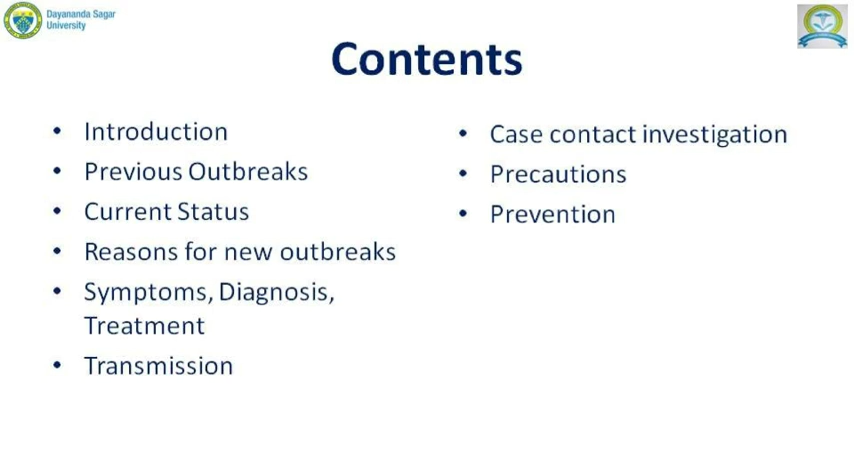 Dayananda Sagar
University
Contents
• Introduction
• Previous Outbreaks
• Current Status
• Reasons for new outbreaks
• Symptoms, Diagnosis,
Treatment
• Transmission
• Case contact investigation
• Precautions
• Prevention